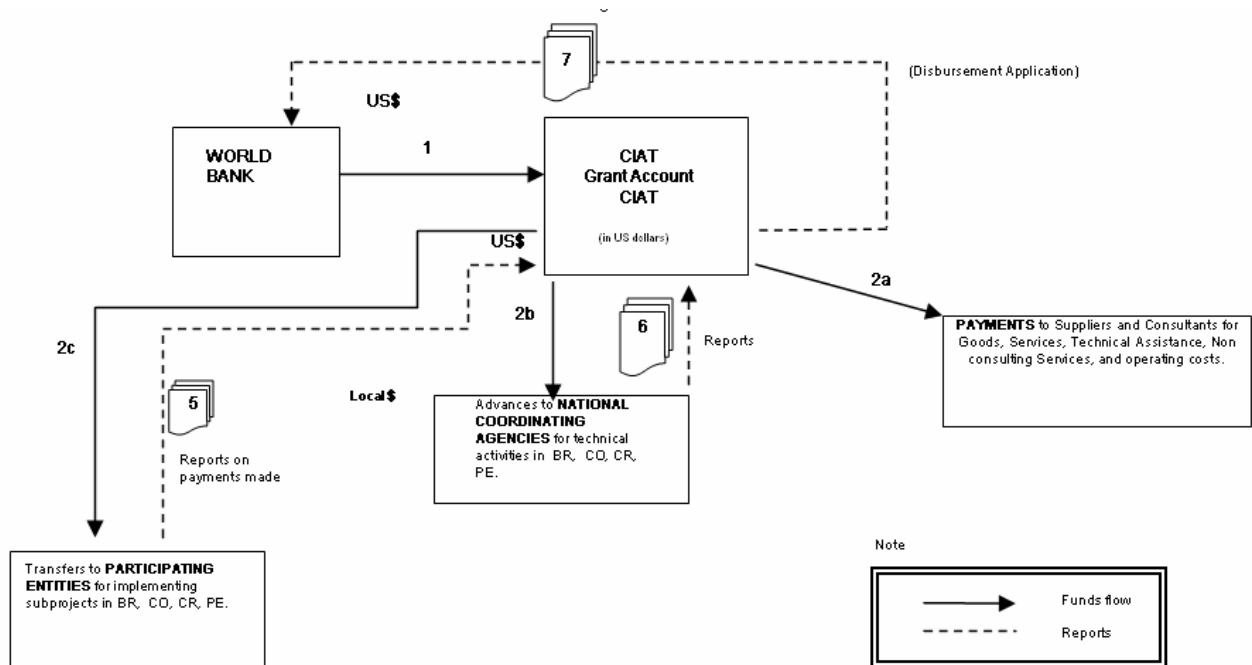 7
(Disbursement Application)
US$
WORLD
BANK
1
CIAT
Grant Account
CIAT
(in US dollars)
US$
2a
2b
6
Reports
PAYMENTS to Suppliers and Consultants for
Goods, Services, Technical Assistance, Non
consulting Services, and operating costs.
2c
5
Local $
Advances to NATIONAL
COORDINATING
AGENCIES for technical
activities in BR, CO, CR,
PE.
Reports on
payments made
Transfers to PARTICIPATING
ENTITIES for implementing
subprojects in BR, CO, CR, PE.
Note
Funds flow
Reports